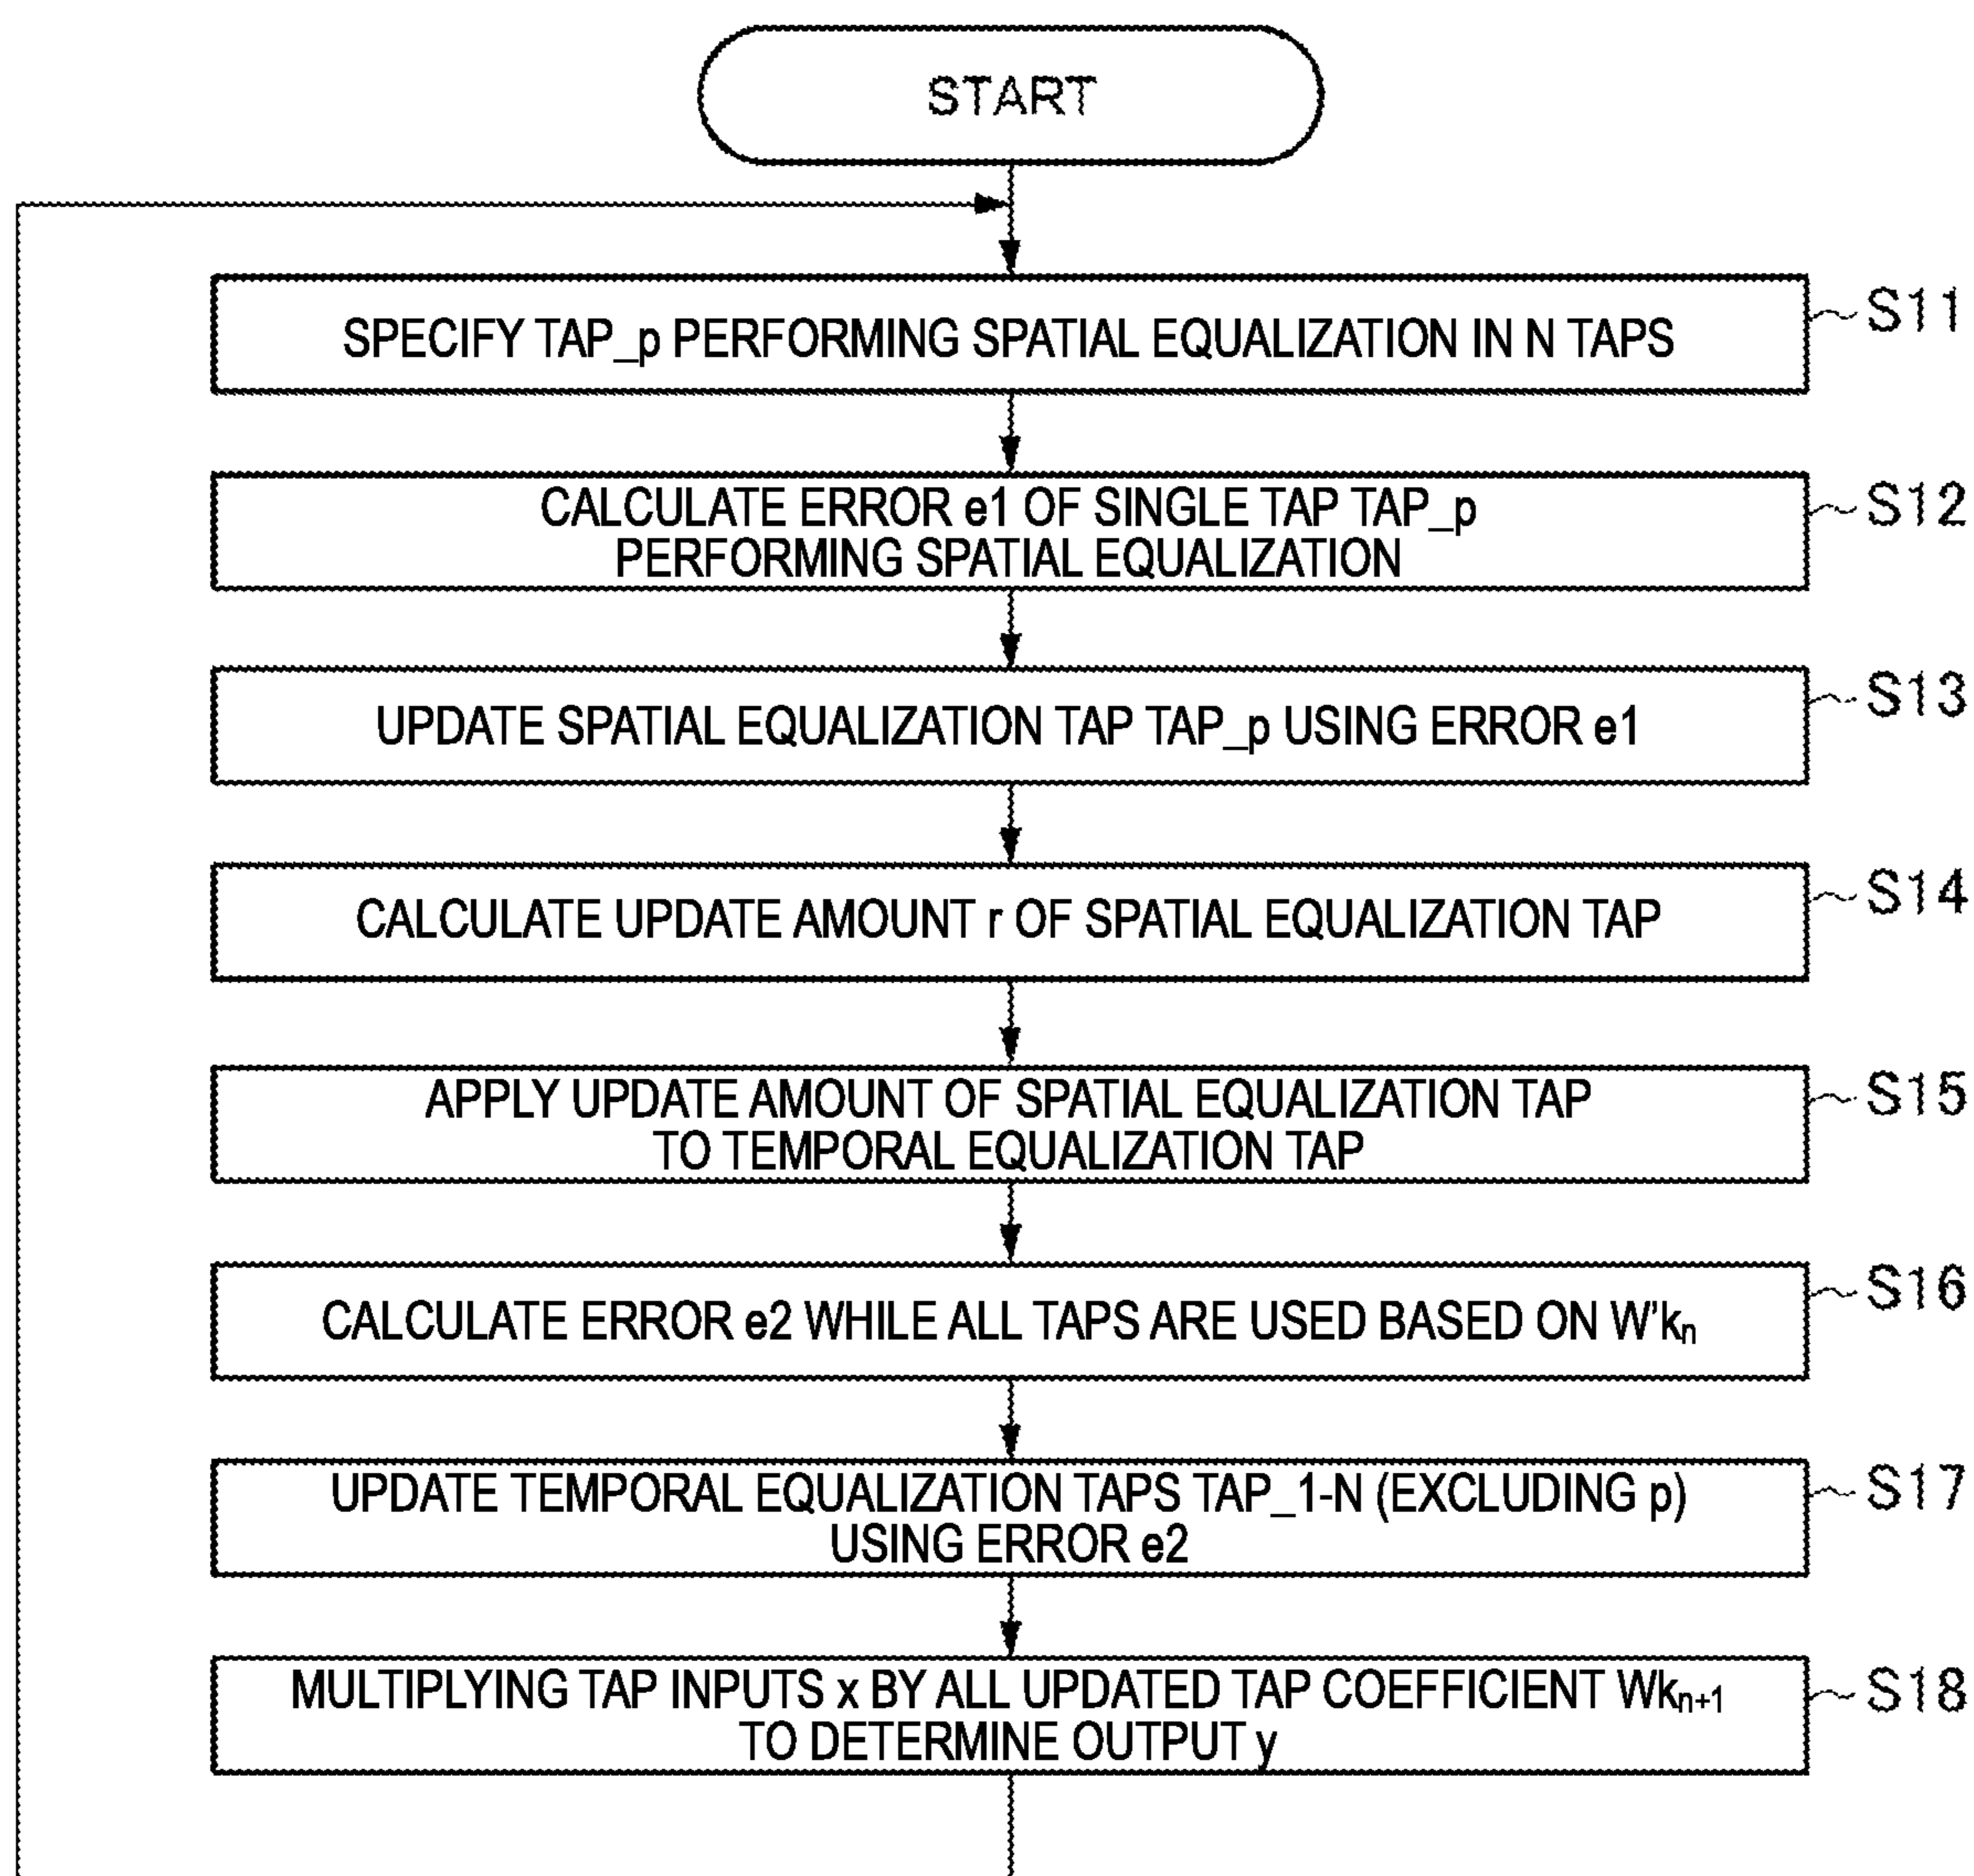 START
SPECIFY TAP_p PERFORMING SPATIAL EQUALIZATION IN N TAPS
S11
CALCULATE ERROR e1 OF SINGLE TAP TAP_p
PERFORMING SPATIAL EQUALIZATION
S12
UPDATE SPATIAL EQUALIZATION TAP TAP_p USING ERROR e1
S13
CALCULATE UPDATE AMOUNT r OF SPATIAL EQUALIZATION TAP
S14
APPLY UPDATE AMOUNT OF SPATIAL EQUALIZATION TAP
TO TEMPORAL EQUALIZATION TAP
S15
CALCULATE ERROR e2 WHILE ALL TAPS ARE USED BASED ON W'kₙ
S16
UPDATE TEMPORAL EQUALIZATION TAPS TAP_1-N (EXCLUDING p)
USING ERROR e2
S17
MULTIPLYING TAP INPUTS x BY ALL UPDATED TAP COEFFICIENT Wkₙ₊₁
TO DETERMINE OUTPUT y
S18